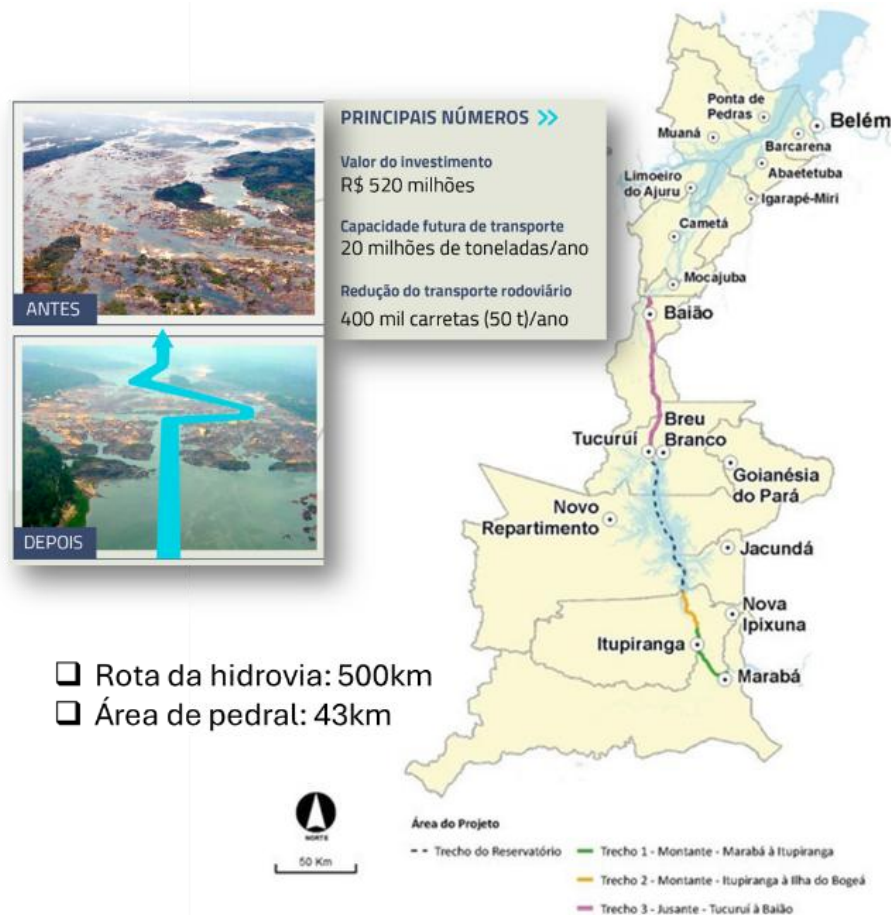 PRINCIPAIS NÚMEROS
Valor do investimento
R$ 520 milhões
Capacidade futura de transporte
20 milhões de toneladas/ano
Redução do transporte rodoviário
400 mil carretas (50 t)/ano
ANTES
DEPOIS
Rota da hidrovia: 500km
Área de pedral: 43km
Ponta de
Pedras
Belém
Muaná
Barcarena
Limoeiro
do Ajuru
Abaetetuba
Igarapé-Miri
Cametá
Mocajuba
Baião
Breu
Branco
Tucuruí
Goianésia
do Pará
Novo
Repartimento
Jacundá
Nova
Ipixuna
Itupiranga
Marabá
NORTE
50 Km
Área do Projeto
Trecho do Reservatório
Trecho 1 - Montante - Marabá à Itupiranga
Trecho 2 - Montante - Itupiranga à Ilha do Bogeá
Trecho 3 - Jusante - Tucuruí à Baião